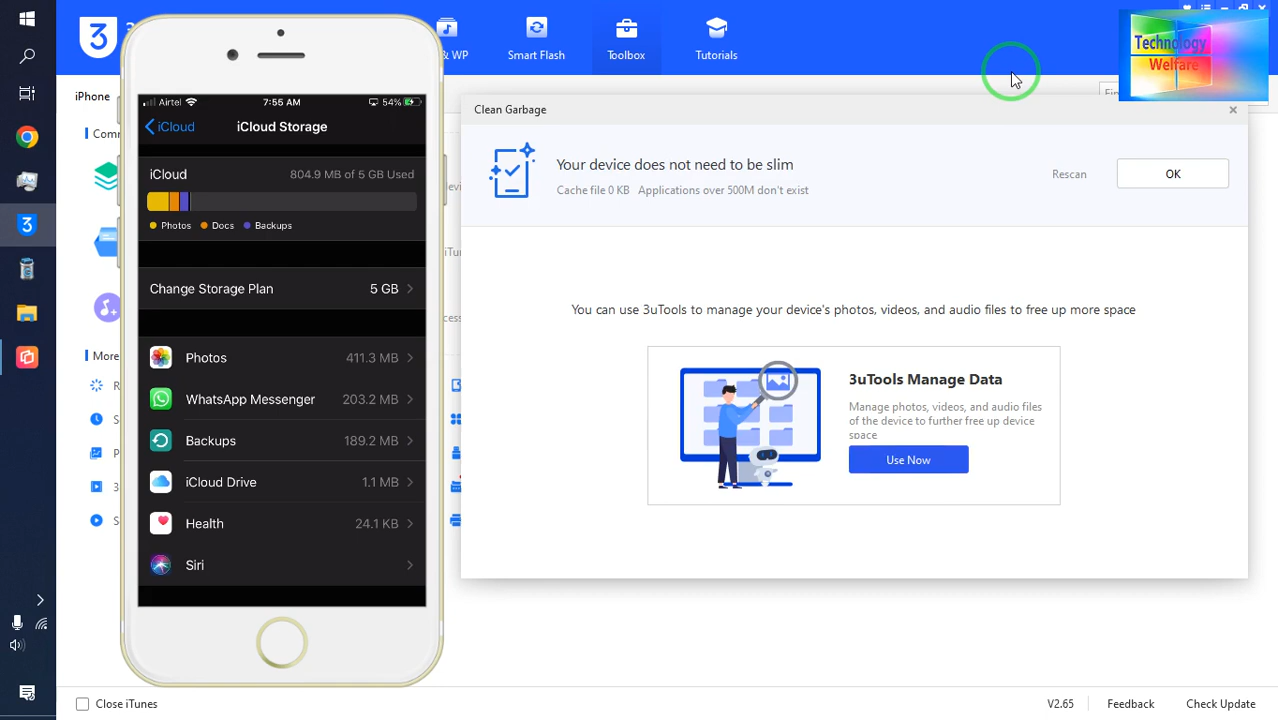 3
& WP
Smart Flash
Toolbox
Tutorials
Technology
Welfare
iPhone
Com
Airtel
7:55 AM
54%
iCloud
iCloud Storage
iCloud
804.9 MB of 5 GB Used
Photos
Docs
Backups
Change Storage Plan
5 GB
Photos
411.3 MB
WhatsApp Messenger
203.2 MB
Backups
189.2 MB
iCloud Drive
1.1 MB
Health
24.1 KB
Siri
More
R
S
P
3
S
Clean Garbage
Your device does not need to be slim
Cache file 0 KB Applications over 500M don't exist
Rescan
OK
You can use 3uTools to manage your device's photos, videos, and audio files to free up more space
3uTools Manage Data
Manage photos, videos, and audio files
of the device to further free up device
space
Use Now
Close iTunes
V2.65
Feedback
Check Update